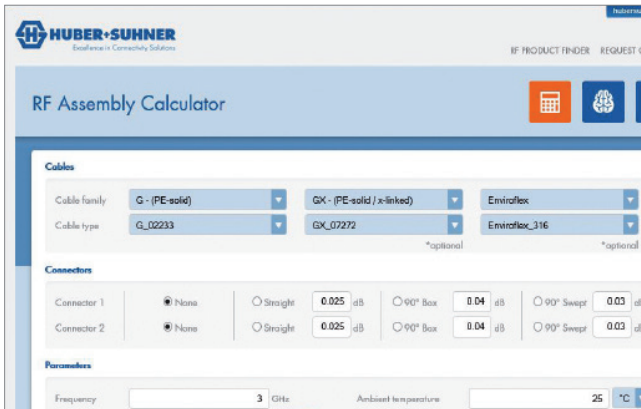 HUBER+SUHNER
Excellence in Connectivity Solutions
RF PRODUCT FINDER REQUEST
RF Assembly Calculator
Cables
Cable family G - (PE-solid) GX - (PE-solid / x-linked) Enviroflex
Cable type G_02233 GX_07272 Enviroflex_316
*optional *optional
Connectors
Connector 1 None Straight 0.025 dB 90° Box 0.04 dB 90° Swept 0.03
Connector 2 None Straight 0.025 dB 90° Box 0.04 dB 90° Swept 0.03
Parameters
Frequency 3 GHz Ambient temperature 25 °C